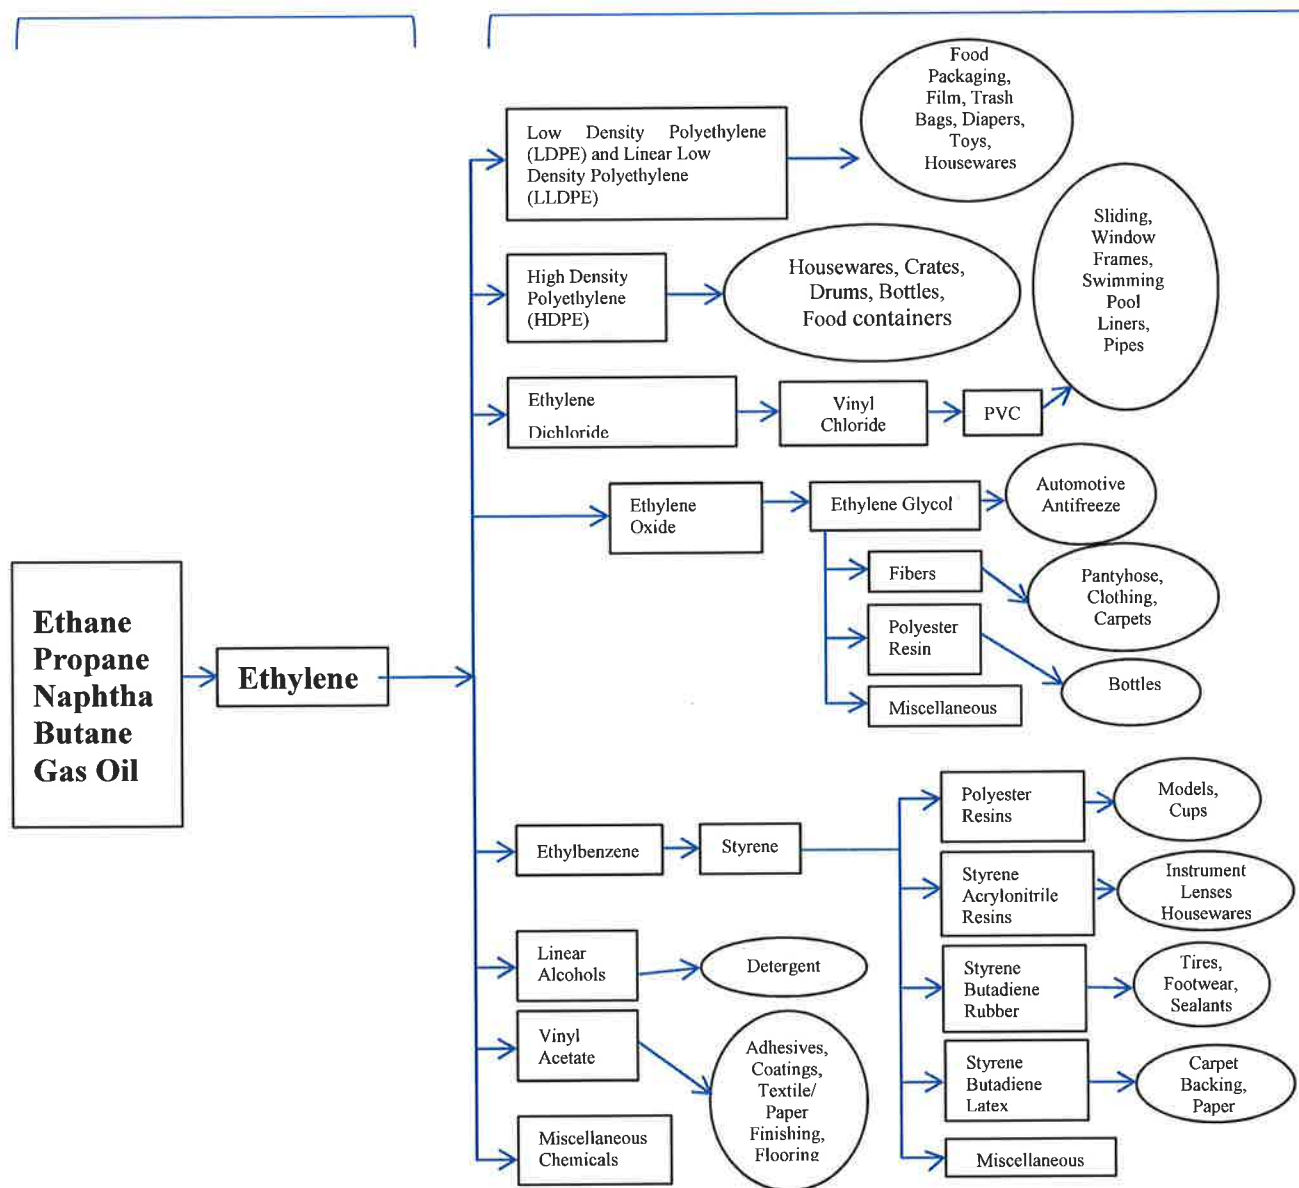 Food
Packaging,
Film, Trash
Bags, Diapers,
Toys,
Housewares
Low Density Polyethylene
(LDPE) and Linear Low
Density Polyethylene
(LLDPE)
Sliding,
Window
Frames,
Swimming
Pool
Liners,
Pipes
High Density
Polyethylene
(HDPE)
Housewares, Crates,
Drums, Bottles,
Food containers
Ethylene
Dichloride
Vinyl
Chloride
PVC
Ethylene
Oxide
Ethylene Glycol
Automotive
Antifreeze
Fibers
Pantyhose,
Clothing,
Carpets
Polyester
Resin
Bottles
Miscellaneous
Ethane
Propane
Naphtha
Butane
Gas Oil
Ethylene
Ethylbenzene
Styrene
Polyester
Resins
Models,
Cups
Styrene
Acrylonitrile
Resins
Instrument
Lenses
Housewares
Linear
Alcohols
Detergent
Styrene
Butadiene
Rubber
Tires,
Footwear,
Sealants
Vinyl
Acetate
Adhesives,
Coatings,
Textile/
Paper
Finishing,
Flooring
Styrene
Butadiene
Latex
Carpet
Backing,
Paper
Miscellaneous
Chemicals
Miscellaneous